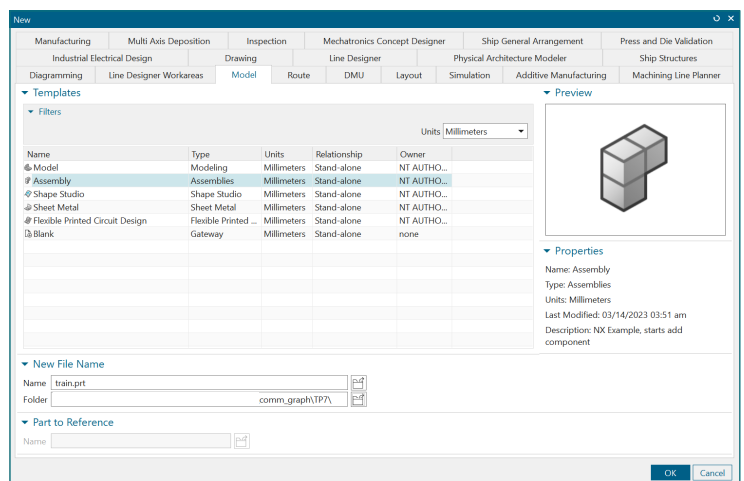 New
Manufacturing Multi Axis Deposition Inspection Mechatronics Concept Designer Ship General Arrangement Press and Die Validation
Industrial Electrical Design Drawing Line Designer Physical Architecture Modeler Ship Structures
Diagramming Line Designer Workareas Model Route DMU Layout Simulation Additive Manufacturing Machining Line Planner
Templates
Filters
Units Millimeters
Name Type Units Relationship Owner
Model Modeling Millimeters Stand-alone NT AUTHO...
Assembly Assemblies Millimeters Stand-alone NT AUTHO...
Shape Studio Shape Studio Millimeters Stand-alone NT AUTHO...
Sheet Metal Sheet Metal Millimeters Stand-alone NT AUTHO...
Flexible Printed Circuit Design Flexible Printed ... Millimeters Stand-alone NT AUTHO...
Blank Gateway Millimeters Stand-alone none
Preview
Properties
Name: Assembly
Type: Assemblies
Units: Millimeters
Last Modified: 03/14/2023 03:51 am
Description: NX Example, starts add
component
New File Name
Name train.prt
Folder comm_graph\TP7\
Part to Reference
Name
OK Cancel